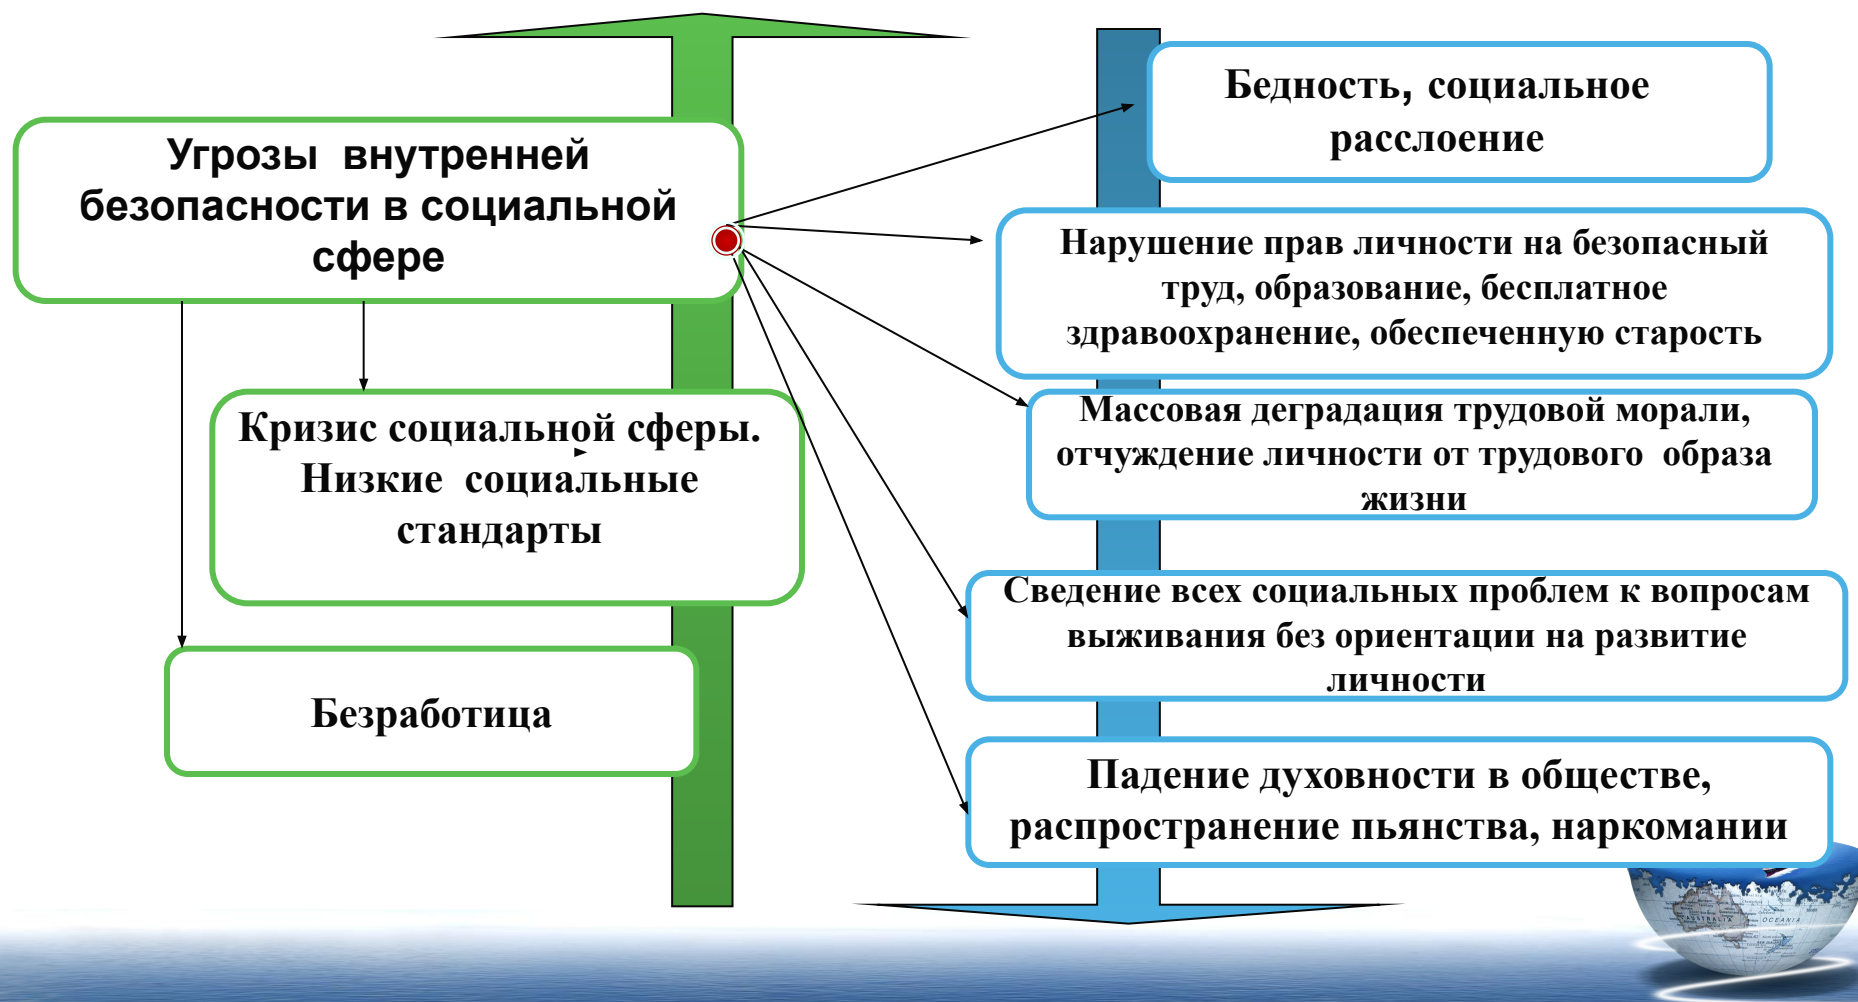 Угрозы внутренней
безопасности в социальной
сфере
Кризис социальной сферы.
Низкие социальные
стандарты
Безработица
Бедность, социальное
расслоение
Нарушение прав личности на безопасный
труд, образование, бесплатное
здравоохранение, обеспеченную старость
Массовая деградация трудовой морали,
отчуждение личности от трудового образа
жизни
Сведение всех социальных проблем к вопросам
выживания без ориентации на развитие
личности
Падение духовности в обществе,
распространение пьянства, наркомании
AUSTRALIA
OCEANIA